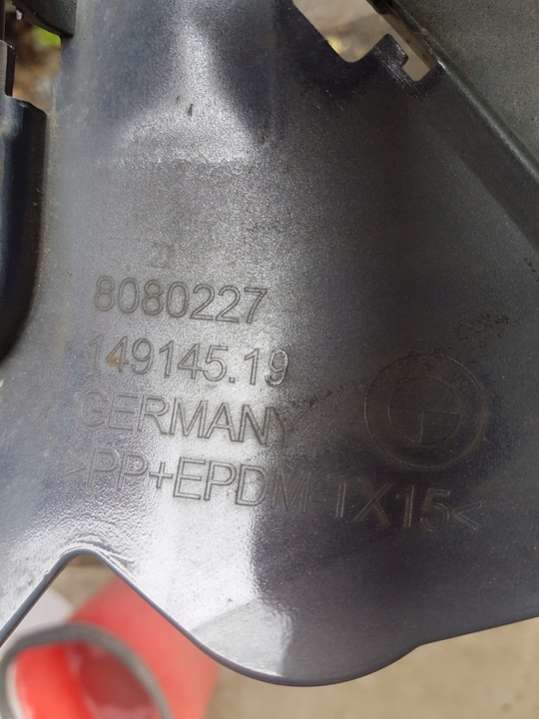 8080227
149145.19
GERMANY
>PP+EPDM-TX15<